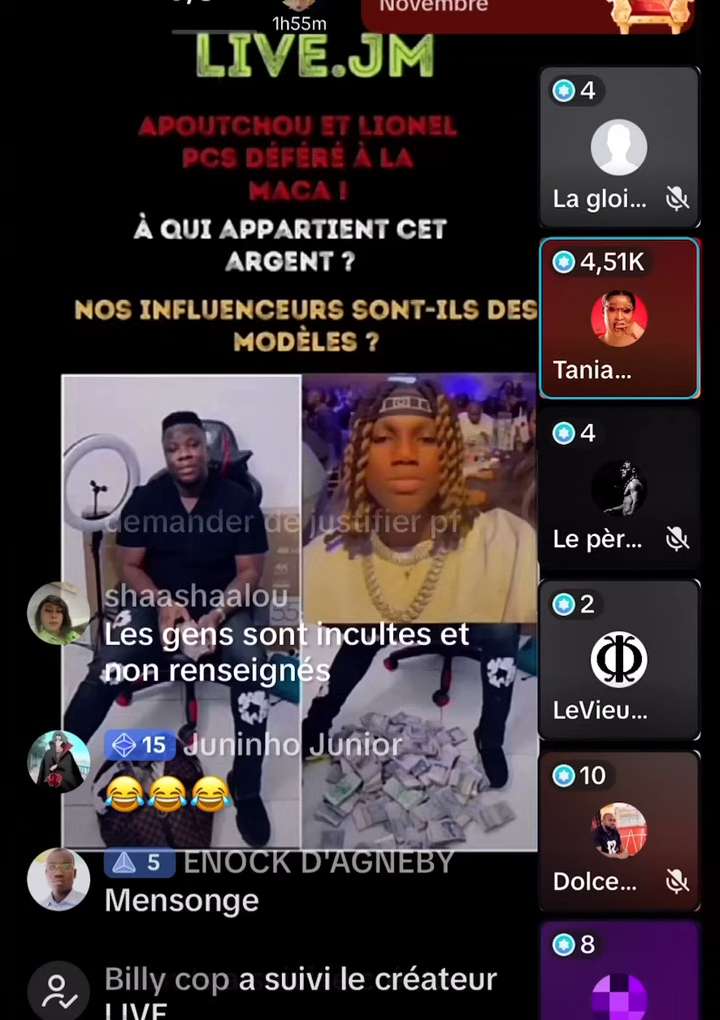 1h55m
Novembre
LIVE.JM
APOUTCHOU ET LIONEL
PCS DÉFÉRÉ À LA
MACA !
À QUI APPARTIENT CET
ARGENT ?
NOS INFLUENCEURS SONT-ILS DES
MODÈLES ?
demander de justifier
shaashaalou
Les gens sont incultes et
non renseignés
15 Juninho Junior
😂😂😂
5 ENOCK D'AGNEBY
Mensonge
Billy cop a suivi le créateur
LIVE
4
La gloi...
4,51K
Tania...
4
Le pèr...
2
LeVieu...
10
Dolce...
8